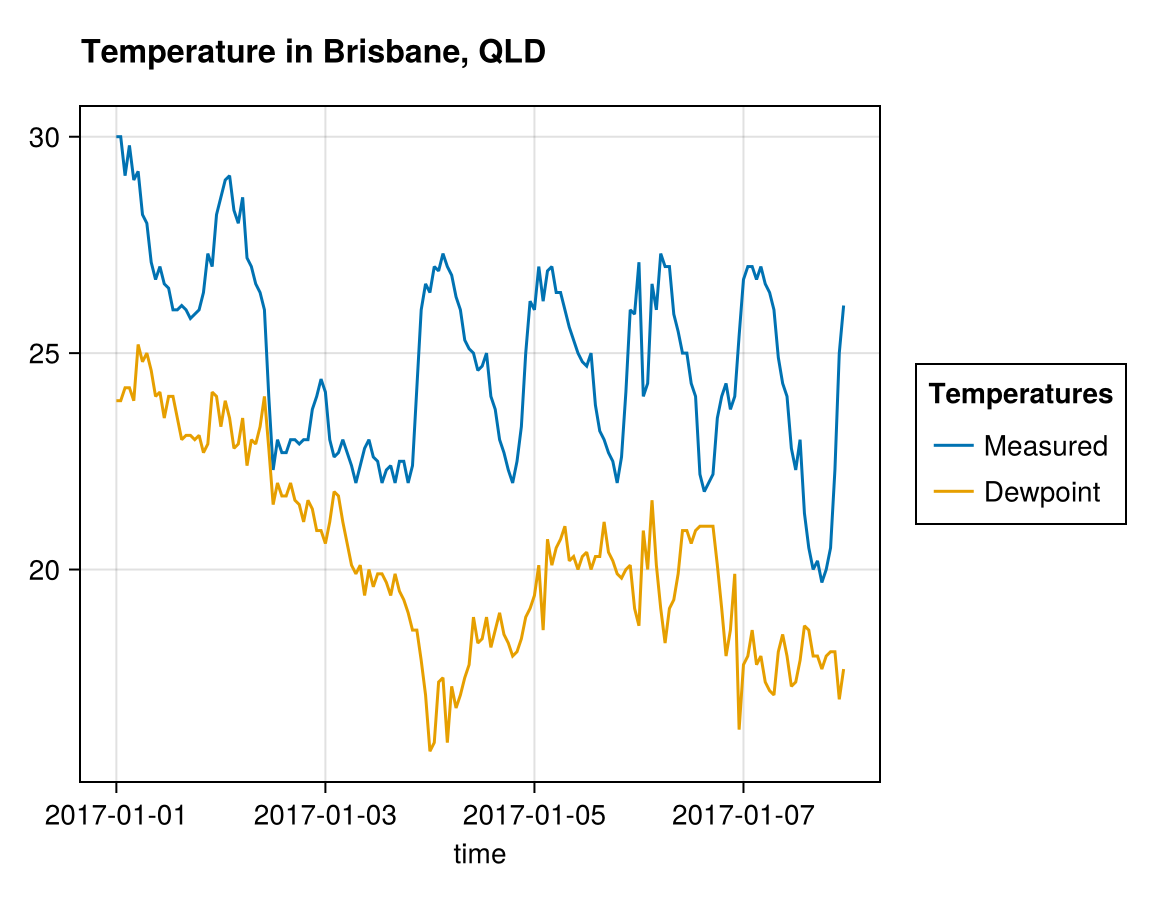 Temperature in Brisbane, QLD
30
25
20
2017-01-01
2017-01-03
2017-01-05
2017-01-07
time
Temperatures
Measured
Dewpoint